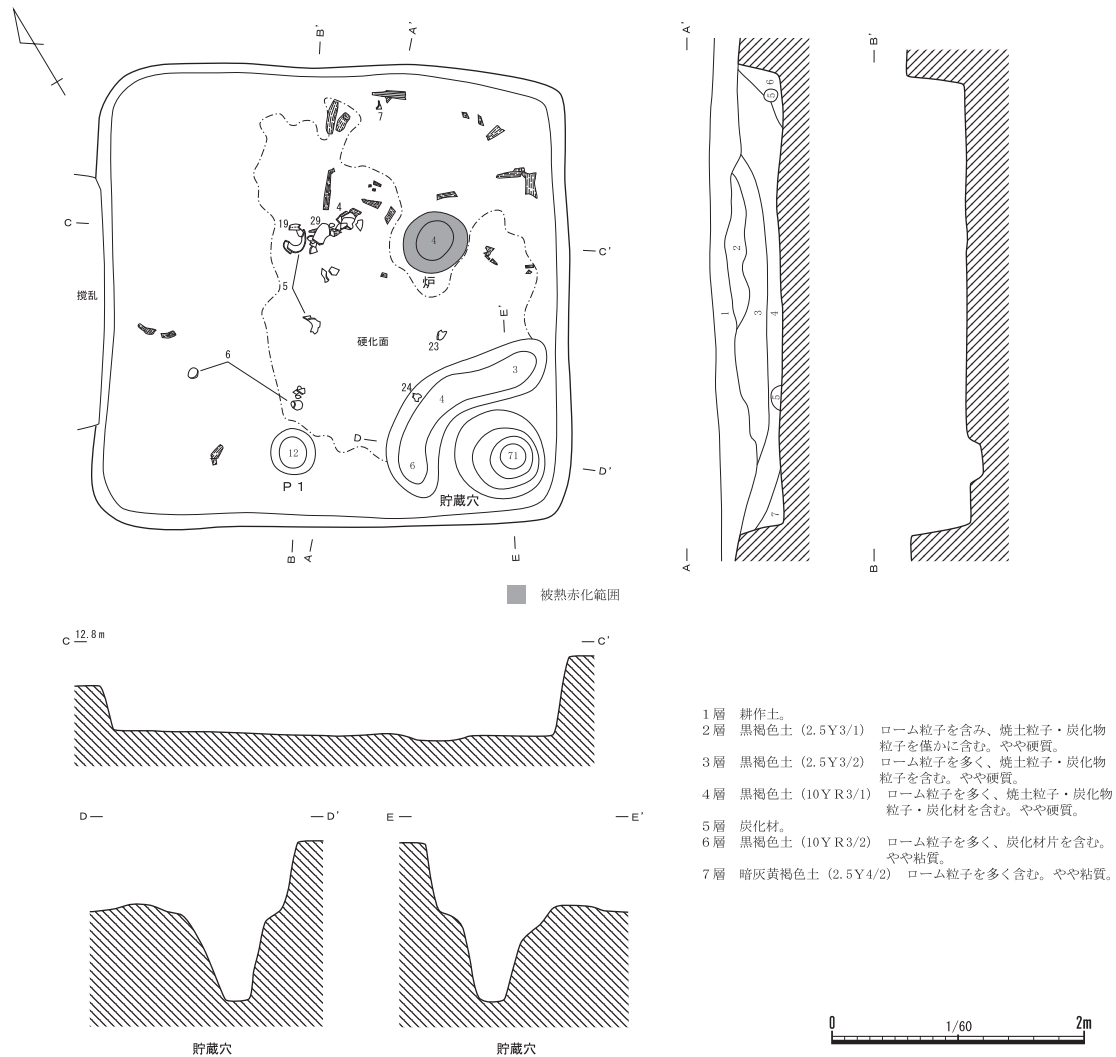 B'
A'
7
4
29
19
4
炉
C
C'
撹乱
5
E'
硬化面
23
3
6
24
4
D
12
6
71
D'
P 1
貯蔵穴
B
A
E
被熱赤化範囲
A'
6
5
2
1
3
4
5
7
A
B'
B
C 12.8m
C'
D
D'
貯蔵穴
E
E'
貯蔵穴
1層 耕作土。
2層 黒褐色土（2.5Y3/1） ローム粒子を含み、焼土粒子・炭化物
粒子を僅かに含む。やや硬質。
3層 黒褐色土（2.5Y3/2） ローム粒子を多く、焼土粒子・炭化物
粒子を含む。やや硬質。
4層 黒褐色土（10YR3/1） ローム粒子を多く、焼土粒子・炭化物
粒子・炭化材を含む。やや硬質。
5層 炭化材。
6層 黒褐色土（10YR3/2） ローム粒子を多く、炭化材片を含む。
やや粘質。
7層 暗灰黄褐色土（2.5Y4/2） ローム粒子を多く含む。やや粘質。
0 1/60 2m